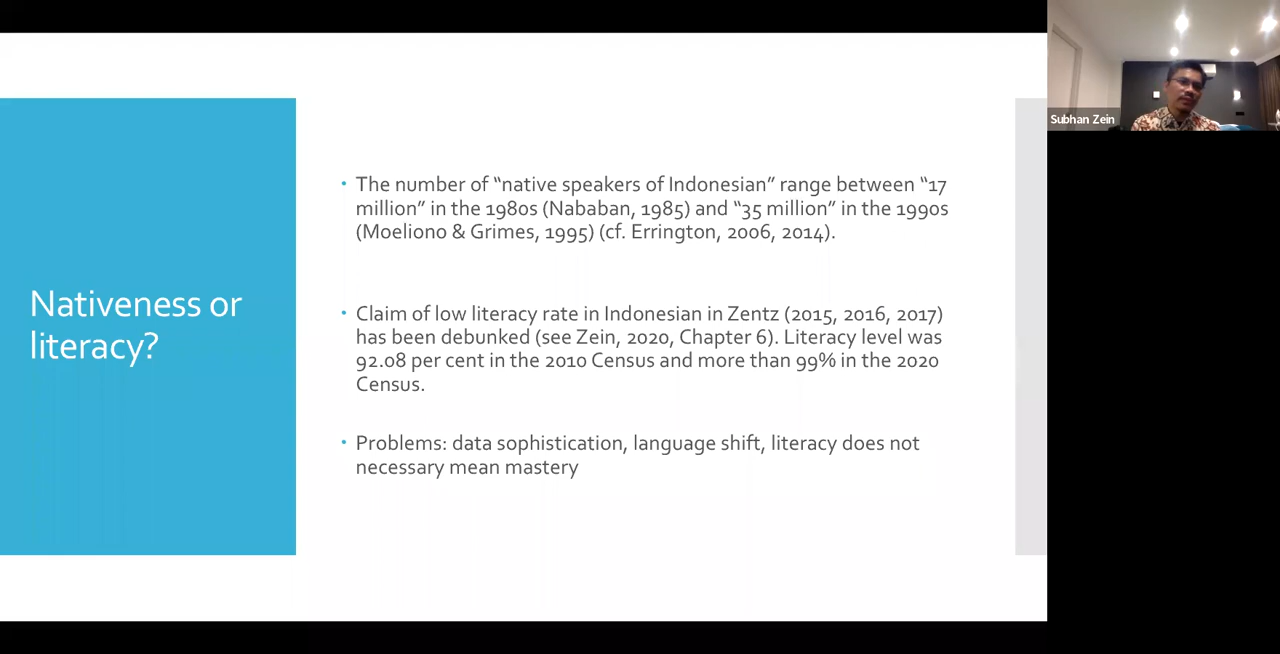 Nativeness or
literacy?
• The number of “native speakers of Indonesian” range between “17
million” in the 1980s (Nababan, 1985) and “35 million” in the 1990s
(Moeliono & Grimes, 1995) (cf. Errington, 2006, 2014).
• Claim of low literacy rate in Indonesian in Zentz (2015, 2016, 2017)
has been debunked (see Zein, 2020, Chapter 6). Literacy level was
92.08 per cent in the 2010 Census and more than 99% in the 2020
Census.
• Problems: data sophistication, language shift, literacy does not
necessary mean mastery
Subhan Zein